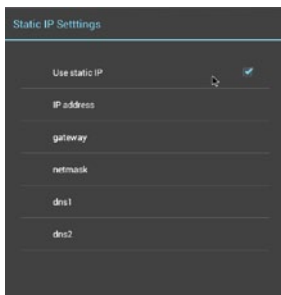 Static IP Setttings
Use static IP
IP address
gateway
netmask
dns1
dns2